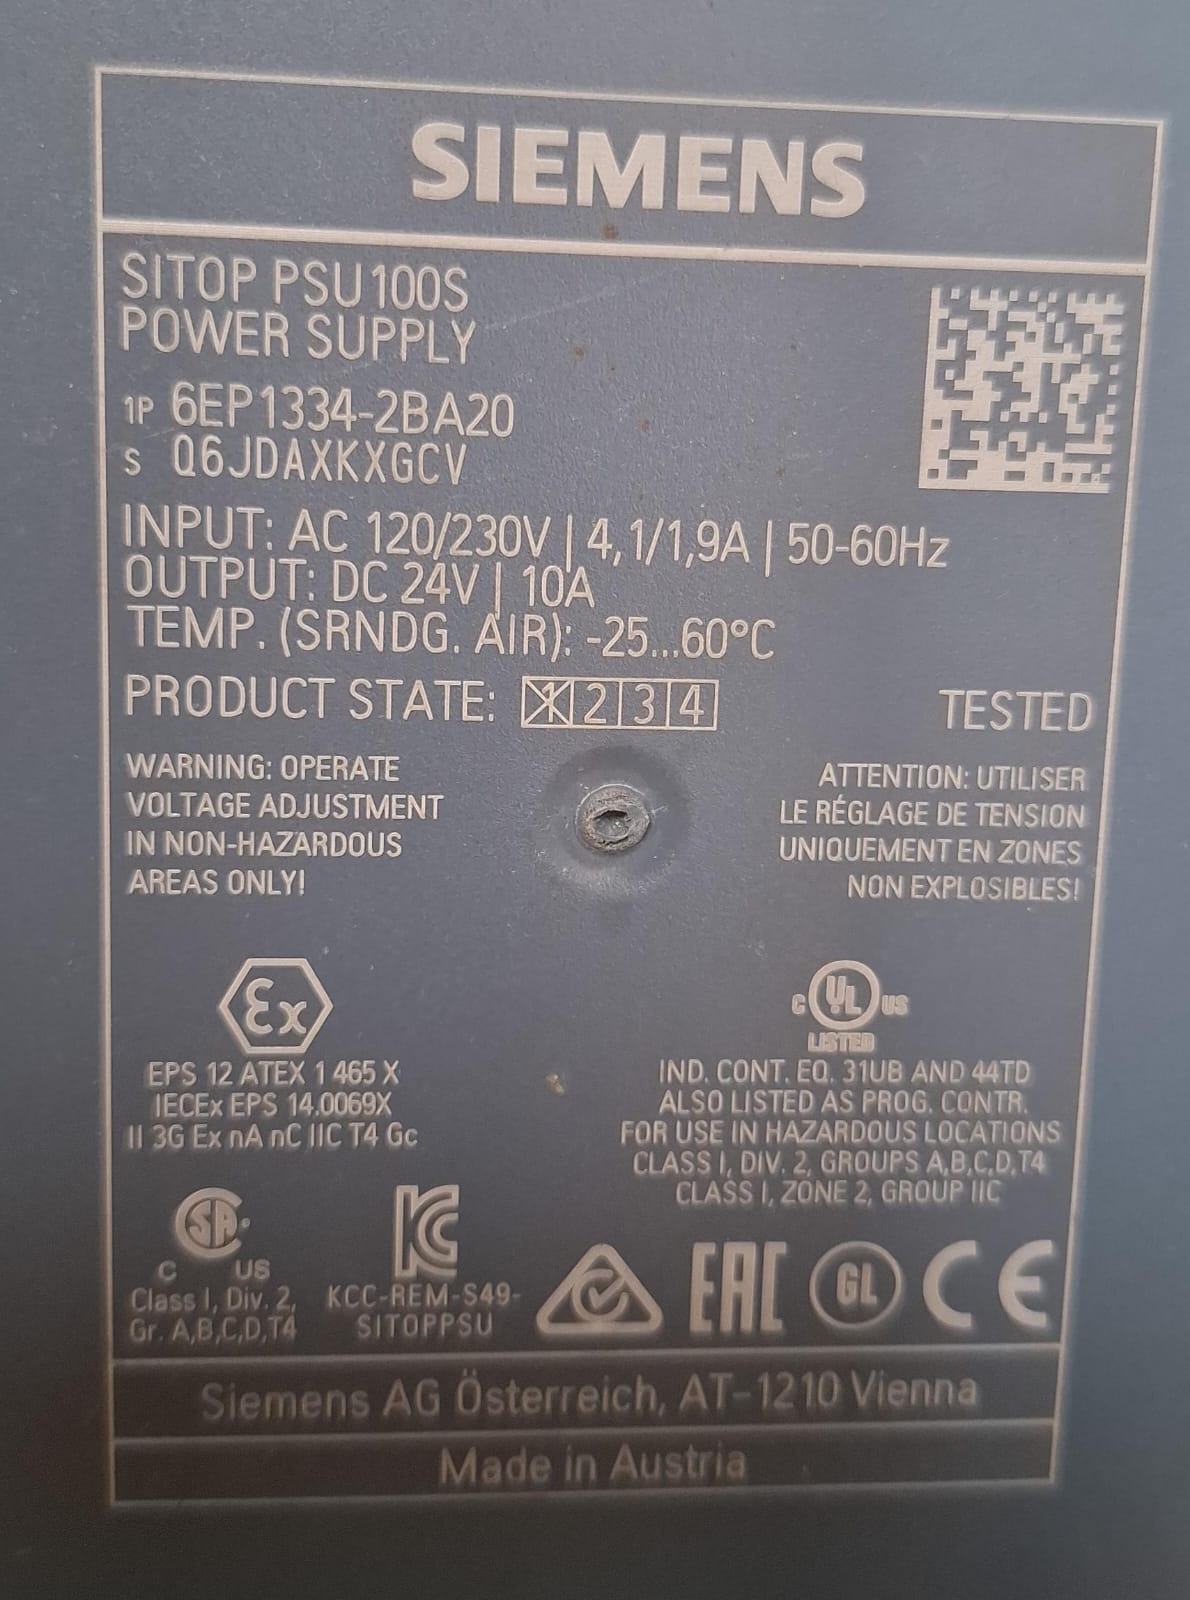 SIEMENS
SITOP PSU100S
POWER SUPPLY
1P 6EP1334-2BA20
S Q6JDAXKXGCV
INPUT: AC 120/230V | 4,1/1,9A | 50-60Hz
OUTPUT: DC 24V | 10A
TEMP. (SRNDG. AIR): -25...60°C
PRODUCT STATE: 1 2 3 4
TESTED
WARNING: OPERATE
VOLTAGE ADJUSTMENT
IN NON-HAZARDOUS
AREAS ONLY!
ATTENTION: UTILISER
LE RÉGLAGE DE TENSION
UNIQUEMENT EN ZONES
NON EXPLOSIBLES!
Ex
EPS 12 ATEX 1 465 X
IECEx EPS 14.0069X
II 3G Ex nA nC IIC T4 Gc
C UL US
LISTED
IND. CONT. EQ. 31UB AND 44TD
ALSO LISTED AS PROG. CONTR.
FOR USE IN HAZARDOUS LOCATIONS
CLASS I, DIV. 2, GROUPS A,B,C,D,T4
CLASS I, ZONE 2, GROUP IIC
SA
C US
Class I, Div. 2,
Gr. A,B,C,D,T4
KC
KCC-REM-S49-
SITOPPSU
EAC
GL
CE
Siemens AG Österreich, AT-1210 Vienna
Made in Austria